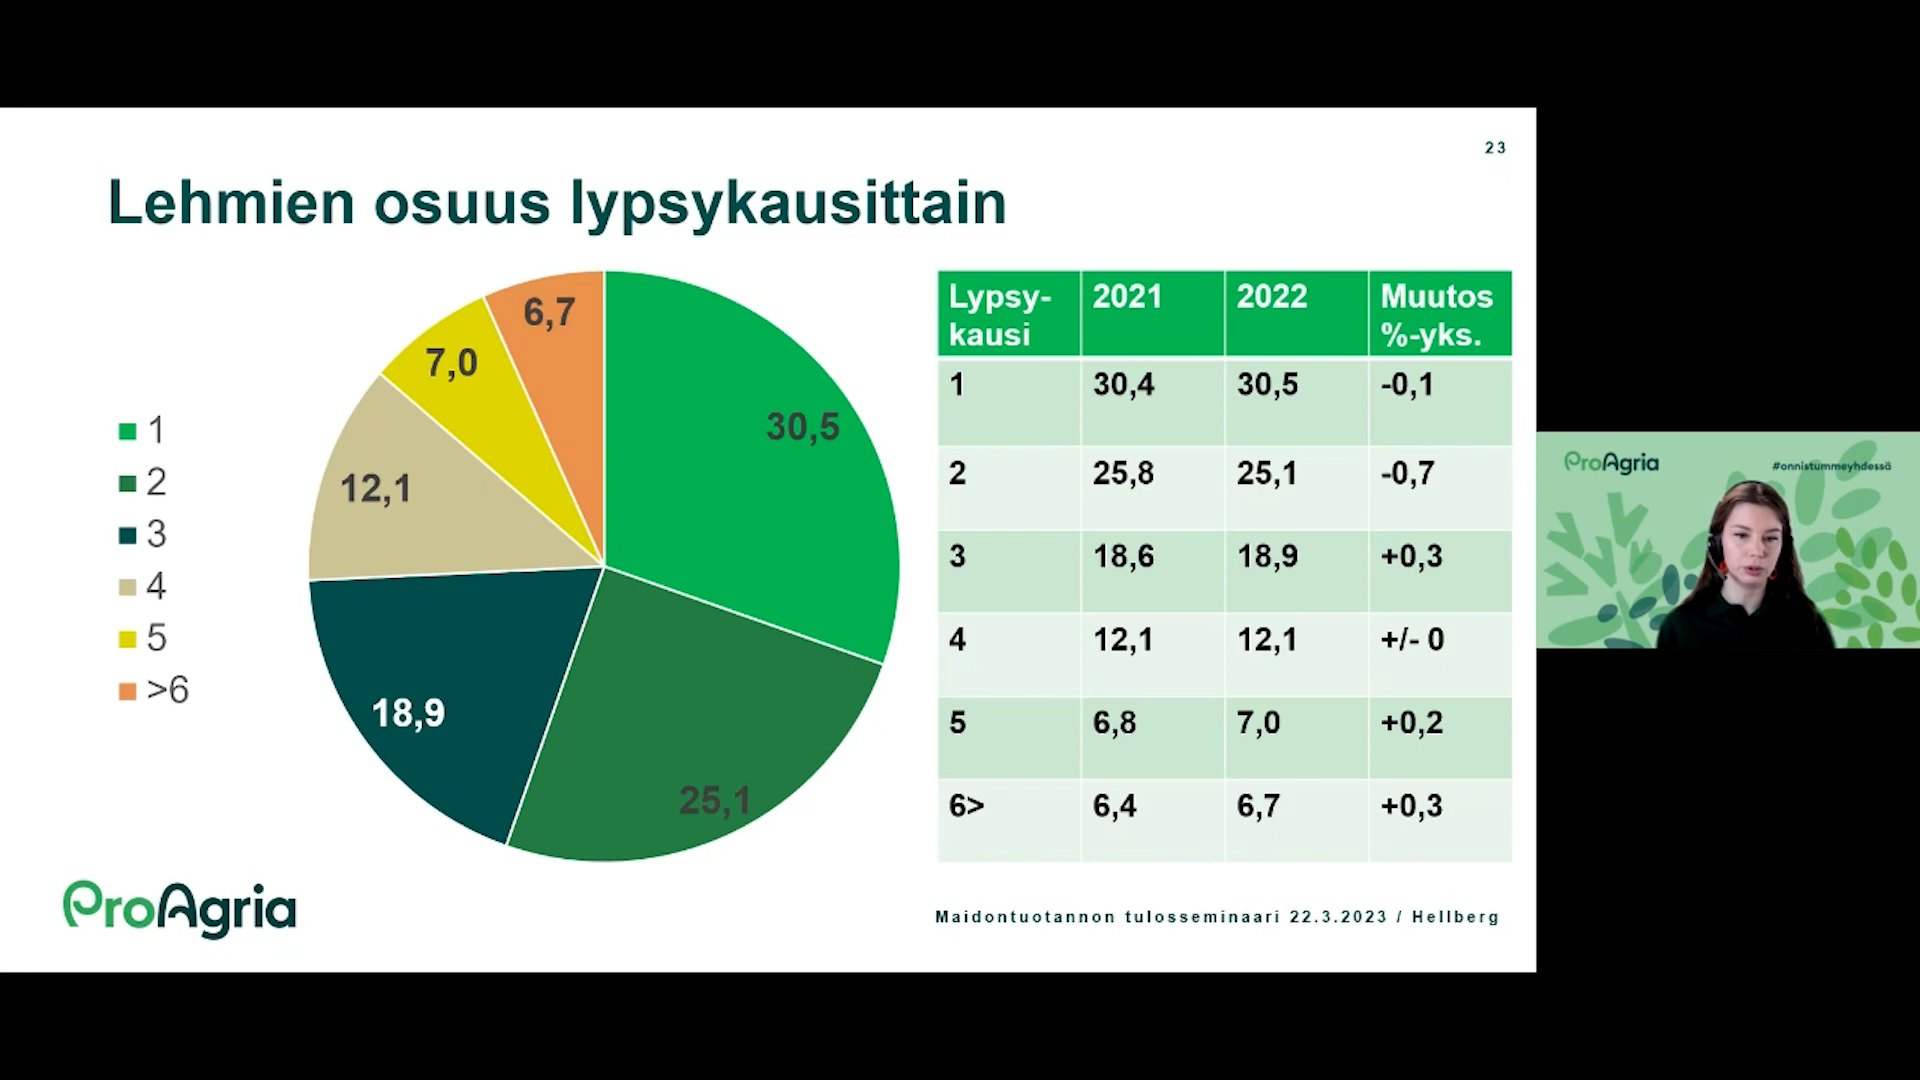 23
Lehmien osuus lypsykausittain
1
2
3
4
5
>6
6,7
7,0
30,5
12,1
18,9
25,1
Lypsy-kausi 2021 2022 Muutos %-yks.
1 30,4 30,5 -0,1
2 25,8 25,1 -0,7
3 18,6 18,9 +0,3
4 12,1 12,1 +/- 0
5 6,8 7,0 +0,2
6> 6,4 6,7 +0,3
ProAgria
Maidontuotannon tulosseminaari 22.3.2023 / Hellberg
ProAgria
#onnistummeyhdessä